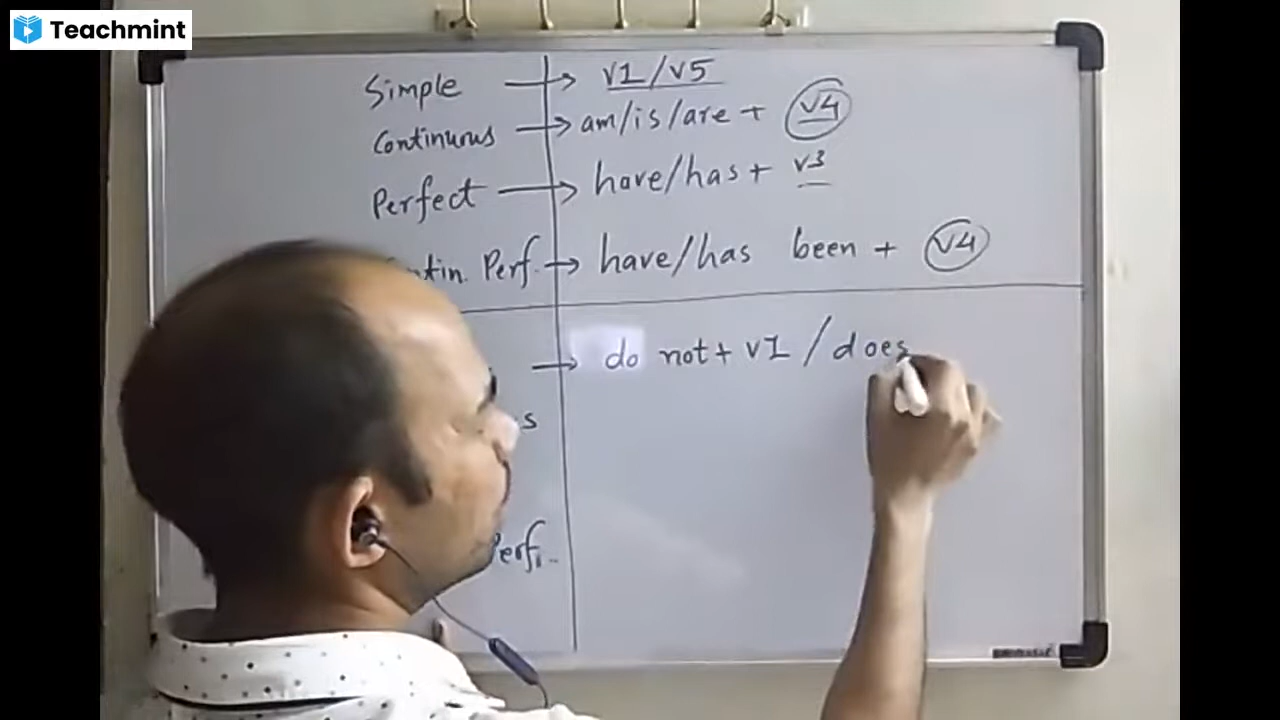 Teachmint
Simple → v1/v5
Continuous → am/is/are + v4
Perfect → have/has + v3
Perf. → have/has been + v4
→ do not + v1 / does
Perf.